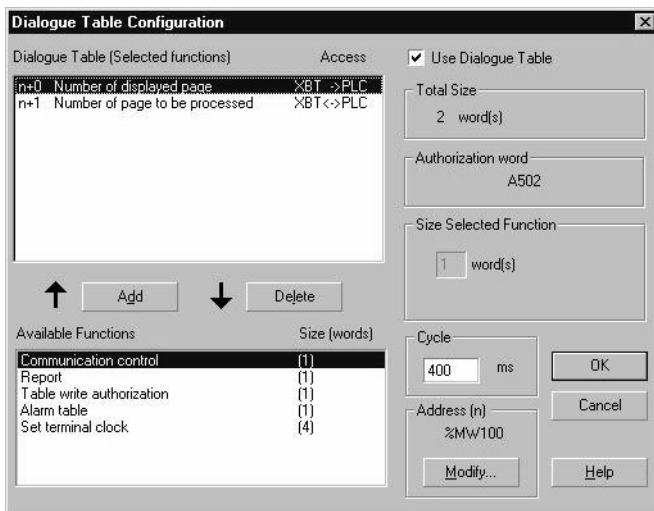 Dialogue Table Configuration
Dialogue Table (Selected functions) Access
n+0 Number of displayed page XBT ->PLC
n+1 Number of page to be processed XBT<->PLC
Use Dialogue Table
Total Size
2 word(s)
Authorization word
A502
Size Selected Function
1 word(s)
Add Delete
Available Functions Size (words)
Communication control (1)
Report (1)
Table write authorization (1)
Alarm table (1)
Set terminal clock (4)
Cycle
400 ms
Address (n)
%MW100
Modify...
OK
Cancel
Help